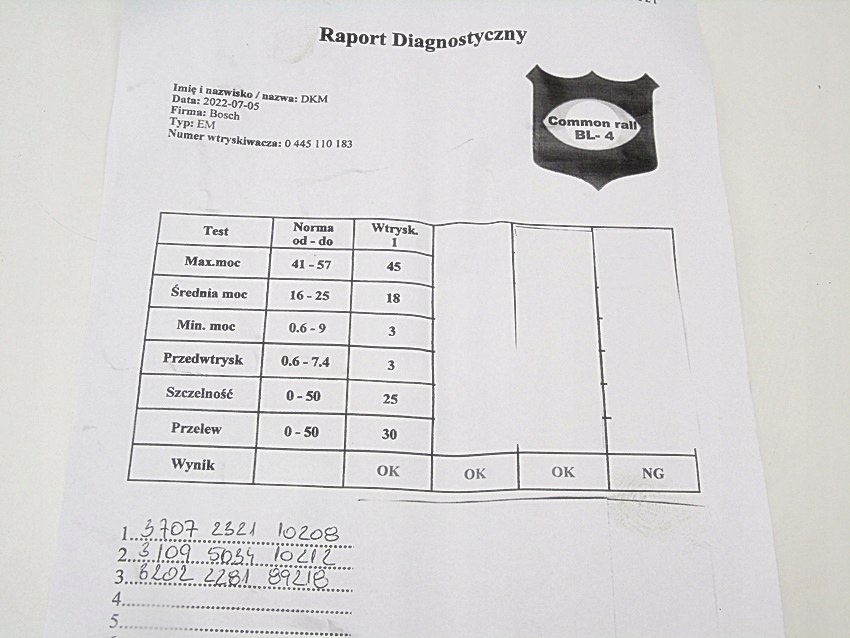 Raport Diagnostyczny
Imię i nazwisko / nazwa: DKM
Data: 2022-07-05
Firma: Bosch
Typ: EM
Numer wtryskiwacza: 0 445 110 183
Common rail
BL- 4
Test Norma od - do Wtrysk. 1
Max.moc 41 - 57 45
Średnia moc 16 - 25 18
Min. moc 0.6 - 9 3
Przedwtrysk 0.6 - 7.4 3
Szczelność 0 - 50 25
Przelew 0 - 50 30
Wynik OK OK OK NG
1. 3707 2321 10208
2. 3109 5034 10212
3. 6202 2281 89218
4.
5.